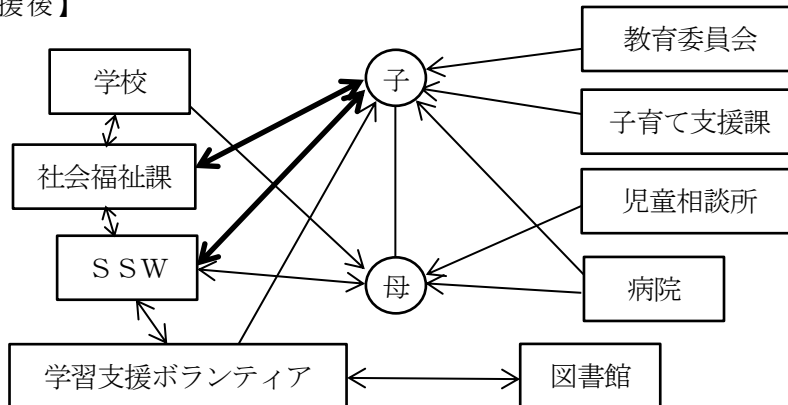 援後】
教育委員会
子
学校
子育て支援課
社会福祉課
児童相談所
ＳＳＷ
母
病院
学習支援ボランティア
図書館